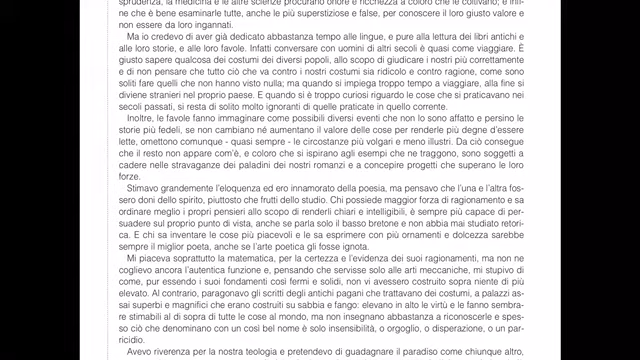 sprudenza, la medicina e le altre scienze procurano onore e ricchezza a coloro che le coltivano; e infi-
ne che è bene esaminarle tutte, anche le più superstiziose e false, per conoscere il loro giusto valore e
non essere da loro ingannati.
Ma io credevo di aver già dedicato abbastanza tempo alle lingue, e pure alla lettura dei libri antichi e
alle loro storie, e alle loro favole. Infatti conversare con uomini di altri secoli è quasi come viaggiare. È
giusto sapere qualcosa dei costumi dei diversi popoli, allo scopo di giudicare i nostri più correttamente
e di non pensare che tutto ciò che va contro i nostri costumi sia ridicolo e contro ragione, come sono
soliti fare quelli che non hanno visto nulla; ma quando si impiega troppo tempo a viaggiare, alla fine si
diviene stranieri nel proprio paese. E quando si è troppo curiosi riguardo le cose che si praticavano nei
secoli passati, si resta di solito molto ignoranti di quelle praticate in quello corrente.
Inoltre, le favole fanno immaginare come possibili diversi eventi che non lo sono affatto e persino le
storie più fedeli, se non cambiano né aumentano il valore delle cose per renderle più degne d'essere
lette, omettono comunque - quasi sempre - le circostanze più volgari e meno illustri. Da ciò consegue
che il resto non appare com'è, e coloro che si ispirano agli esempi che ne traggono, sono soggetti a
cadere nelle stravaganze dei paladini dei nostri romanzi e a concepire progetti che superano le loro
forze.
Stimavo grandemente l'eloquenza ed ero innamorato della poesia, ma pensavo che l'una e l'altra fos-
sero doni dello spirito, piuttosto che frutti dello studio. Chi possiede maggior forza di ragionamento e sa
ordinare meglio i propri pensieri allo scopo di renderli chiari e intelligibili, è sempre più capace di per-
suadere sul proprio punto di vista, anche se parla solo il basso bretone e non abbia mai studiato retori-
ca. E chi sa inventare le cose più piacevoli e le sa esprimere con più ornamenti e dolcezza sarebbe
sempre il miglior poeta, anche se l'arte poetica gli fosse ignota.
Mi piaceva soprattutto la matematica, per la certezza e l'evidenza dei suoi ragionamenti, ma non ne
coglievo ancora l'autentica funzione e, pensando che servisse solo alle arti meccaniche, mi stupivo di
come, pur essendo i suoi fondamenti così fermi e solidi, non vi avessero costruito sopra niente di più
elevato. Al contrario, paragonavo gli scritti degli antichi pagani che trattavano dei costumi, a palazzi as-
sai superbi e magnifici che erano costruiti su sabbia e fango: elevano in alto le virtù e le fanno sembra-
re stimabili al di sopra di tutte le cose al mondo, ma non insegnano abbastanza a riconoscerle e spes-
so ciò che denominano con un così bel nome è solo insensibilità, o orgoglio, o disperazione, o un par-
ricidio.
Avevo riverenza per la nostra teologia e pretendevo di guadagnare il paradiso come chiunque altro,